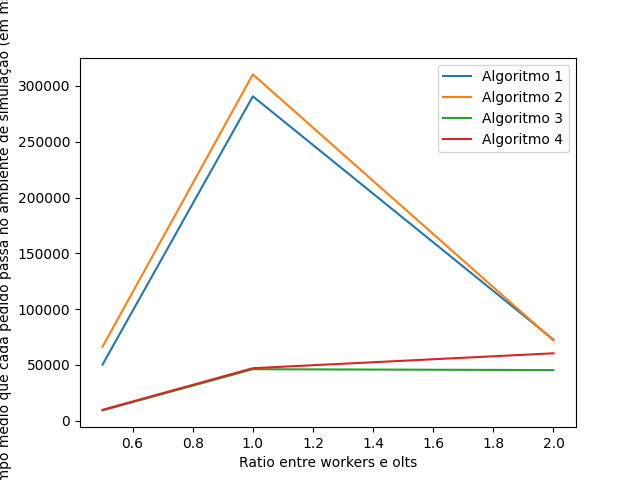 médio que cada pedido passa no ambiente de simulação (em
300000
250000
200000
150000
100000
50000
0
Algoritmo 1
Algoritmo 2
Algoritmo 3
Algoritmo 4
0.6 0.8 1.0 1.2 1.4 1.6 1.8 2.0
Ratio entre workers e olts